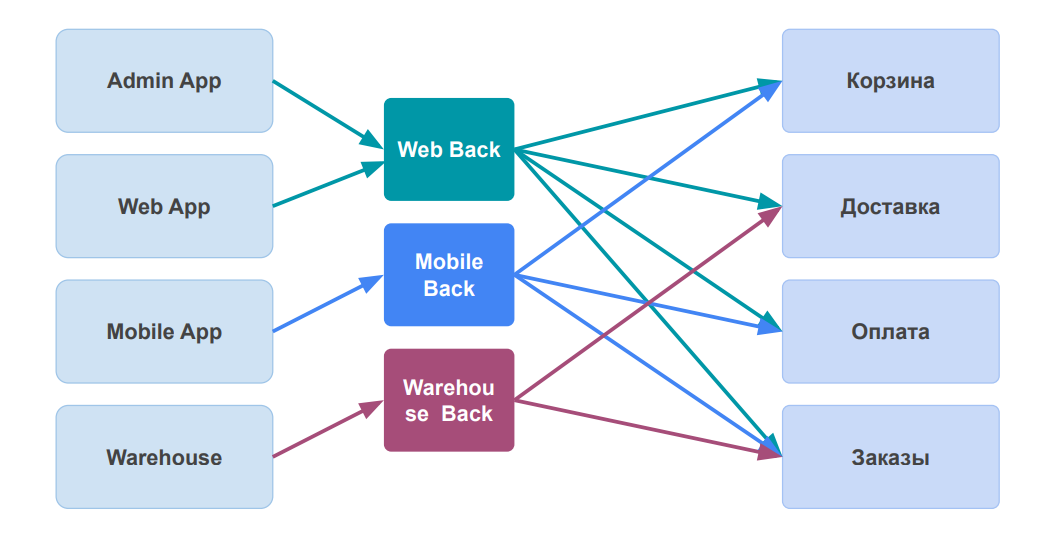 Admin App
Web App
Mobile App
Warehouse
Web Back
Mobile
Back
Warehou
se Back
Корзина
Доставка
Оплата
Заказы